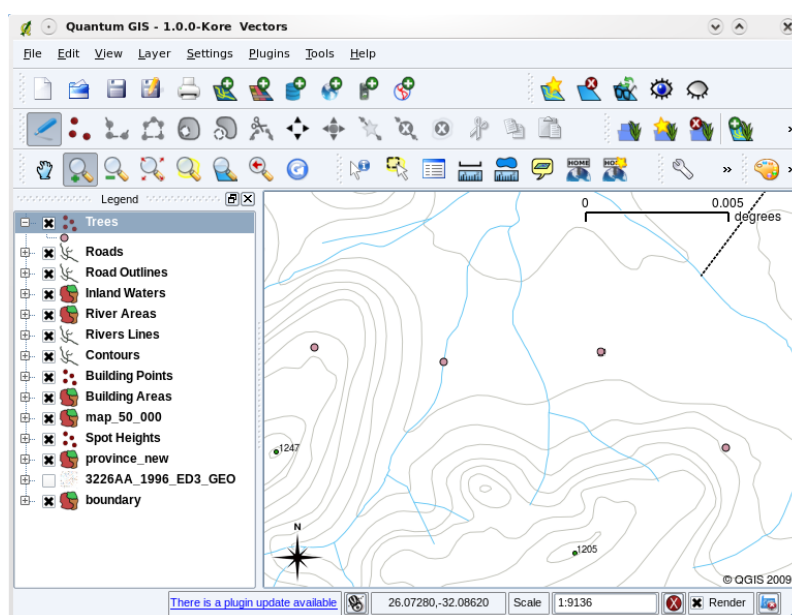 Quantum GIS - 1.0.0-Kore Vectors
File Edit View Layer Settings Plugins Tools Help
HOME HO
Legend
Trees
Roads
Road Outlines
Inland Waters
River Areas
Rivers Lines
Contours
Building Points
Building Areas
map_50_000
Spot Heights
province_new
3226AA_1996_ED3_GEO
boundary
0 0.005
degrees
1247
1205
N
© QGIS 2009
There is a plugin update available 26.07280,-32.08620 Scale 1:9136 Render